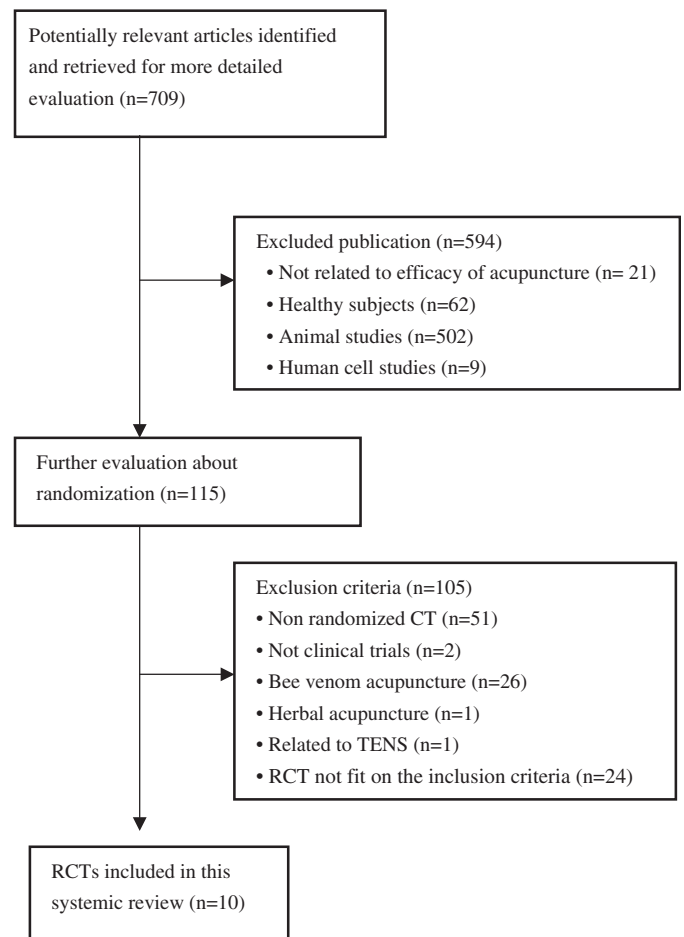 Potentially relevant articles identified
and retrieved for more detailed
evaluation (n=709)
Excluded publication (n=594)
• Not related to efficacy of acupuncture (n= 21)
• Healthy subjects (n=62)
• Animal studies (n=502)
• Human cell studies (n=9)
Further evaluation about
randomization (n=115)
Exclusion criteria (n=105)
• Non randomized CT (n=51)
• Not clinical trials (n=2)
• Bee venom acupuncture (n=26)
• Herbal acupuncture (n=1)
• Related to TENS (n=1)
• RCT not fit on the inclusion criteria (n=24)
RCTs included in this
systemic review (n=10)